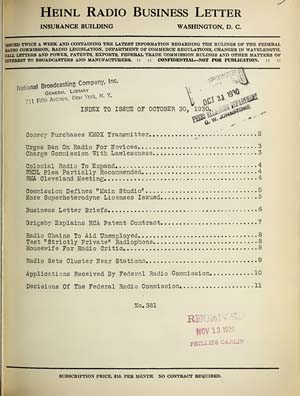 HEINL RADIO BUSINESS LETTER
INSURANCE BUILDING WASHINGTON, D. C.
ISSUED TWICE A WEEK AND CONTAINING THE LATEST INFORMATION REGARDING THE RULINGS OF THE FEDERAL
RADIO COMMISSION, RADIO LEGISLATION, DEPARTMENT OF COMMERCE REGULATIONS, CHANGES IN WAVELENGTH,
CALL LETTERS AND POWER, PATENTS, EXPORTS, FEDERAL TRADE COMMISSION RULINGS AND OTHER MATTERS OF
INTEREST TO BROADCASTERS AND MANUFACTURERS. :: :: CONFIDENTIAL—NOT FOR PUBLICATION. :: ::
National Broadcasting Company, Inc.
GENERAL LIBRARY
711 Fifth Avenue, New York, N. Y.
OCT 31 1930
INDEX TO ISSUE OF OCTOBER 30, 1930.
Convey Purchases KMOX Transmitter..............................2
Urges Ban On Radio For Novices.................................3
Charge Commission With Lawlessness.............................3
Colonial Radio To Expand.......................................4
WHDL Plea Partially Recommended................................4
RMA Cleveland Meeting..........................................4
Commission Defines "Main Studio"...............................5
More Superheterodyne Licenses Issued...........................5
Business Letter Briefs.........................................6
Grigsby Explains RCA Patent Contract...........................7
Radio Chains To Aid Unemployed.................................8
Test "Strictly Private" Radiophone.............................8
Housewife For Radio Critic.....................................8
Radio Sets Cluster Near Stations...............................9
Applications Received By Federal Radio Commission.............10
Decisions Of The Federal Radio Commission.....................11
No. 381
RECEIVED
NOV 13 1930
PHILLIPS CARLIN
SUBSCRIPTION PRICE, $10. PER MONTH. NO CONTRACT REQUIRED.